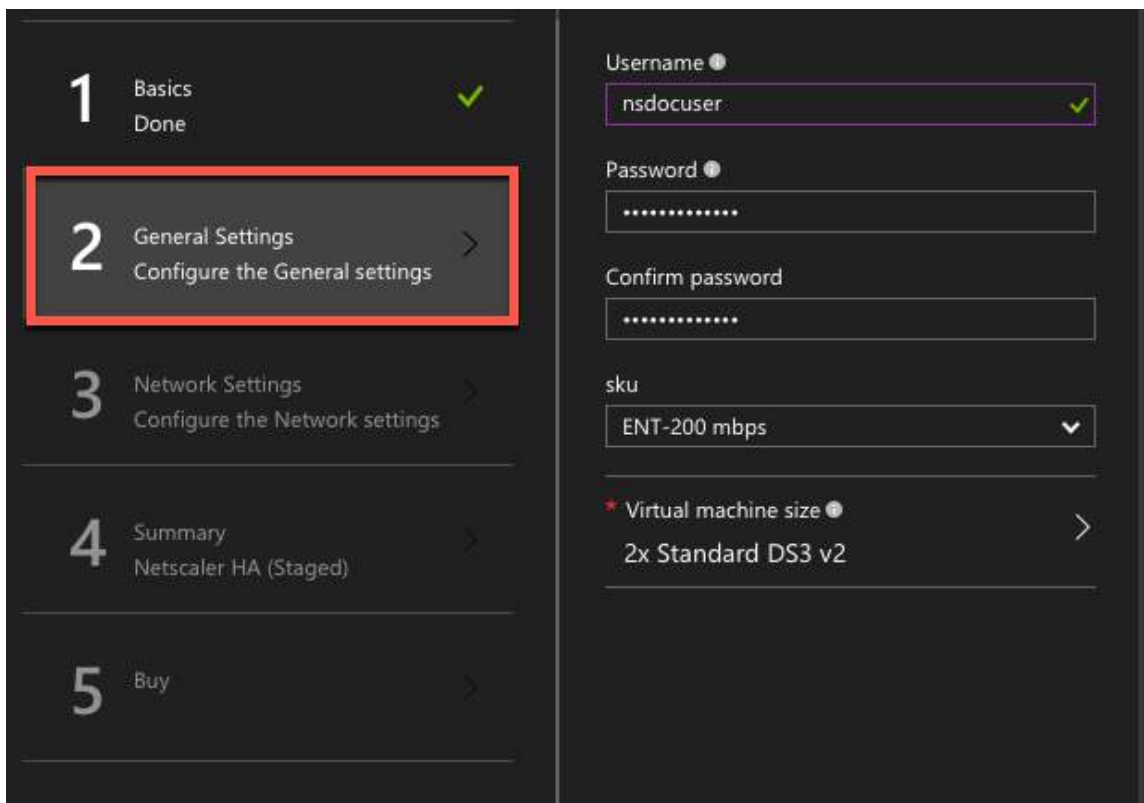 1
Basics
Done
2
General Settings
Configure the General settings
3
Network Settings
Configure the Network settings
4
Summary
Netscaler HA (Staged)
5
Buy
Username
nsdocuser
Password
•••••••••••••
Confirm password
•••••••••••••
sku
ENT-200 mbps
* Virtual machine size
2x Standard DS3 v2